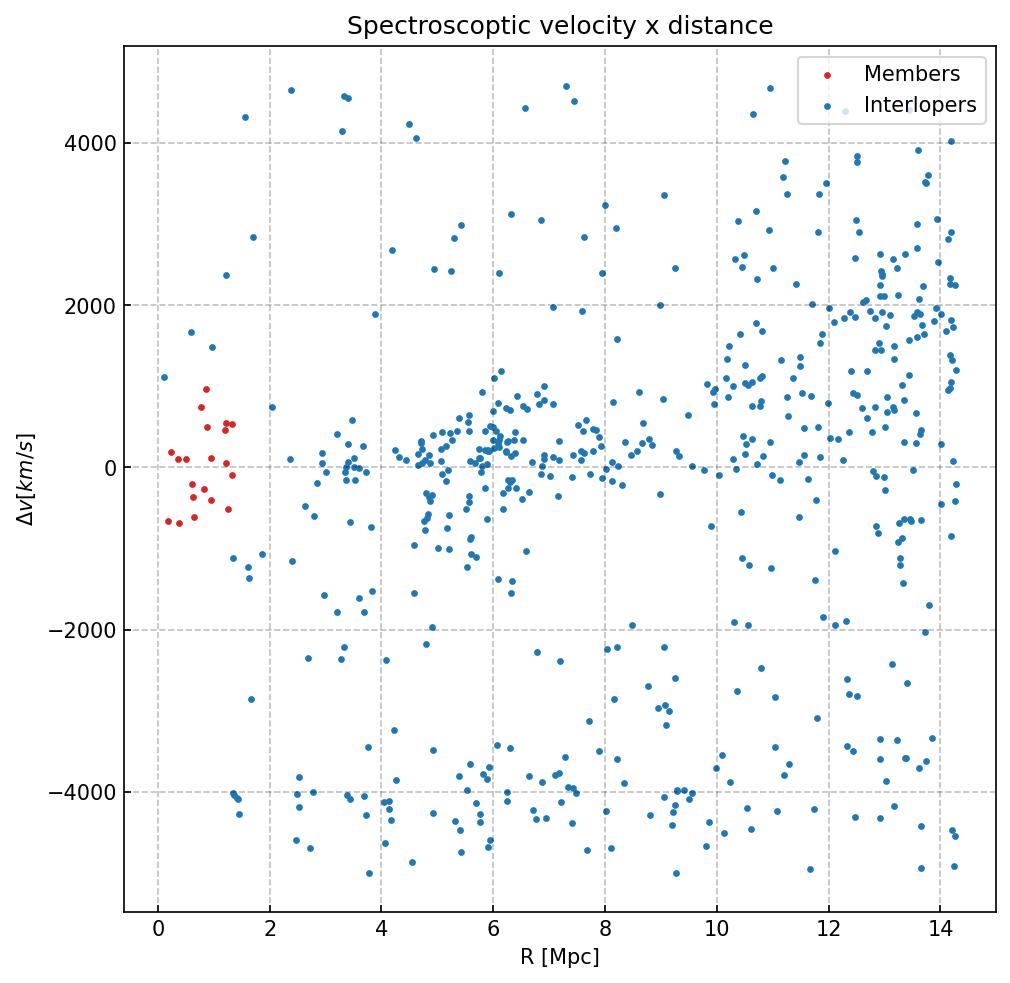 Spectroscoptic velocity x distance
Members
Interlopers
4000
2000
0
−2000
−4000
Δv[km/s]
0 2 4 6 8 10 12 14
R [Mpc]